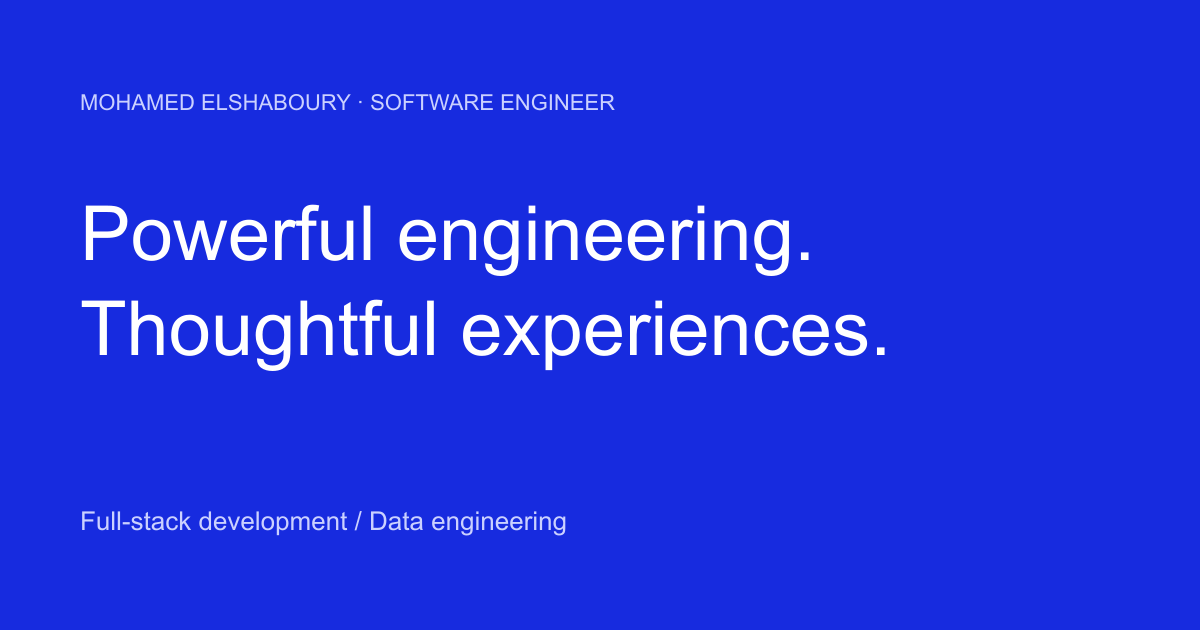 MOHAMED ELSHABOURY · SOFTWARE ENGINEER
Powerful engineering.
Thoughtful experiences.
Full-stack development / Data engineering